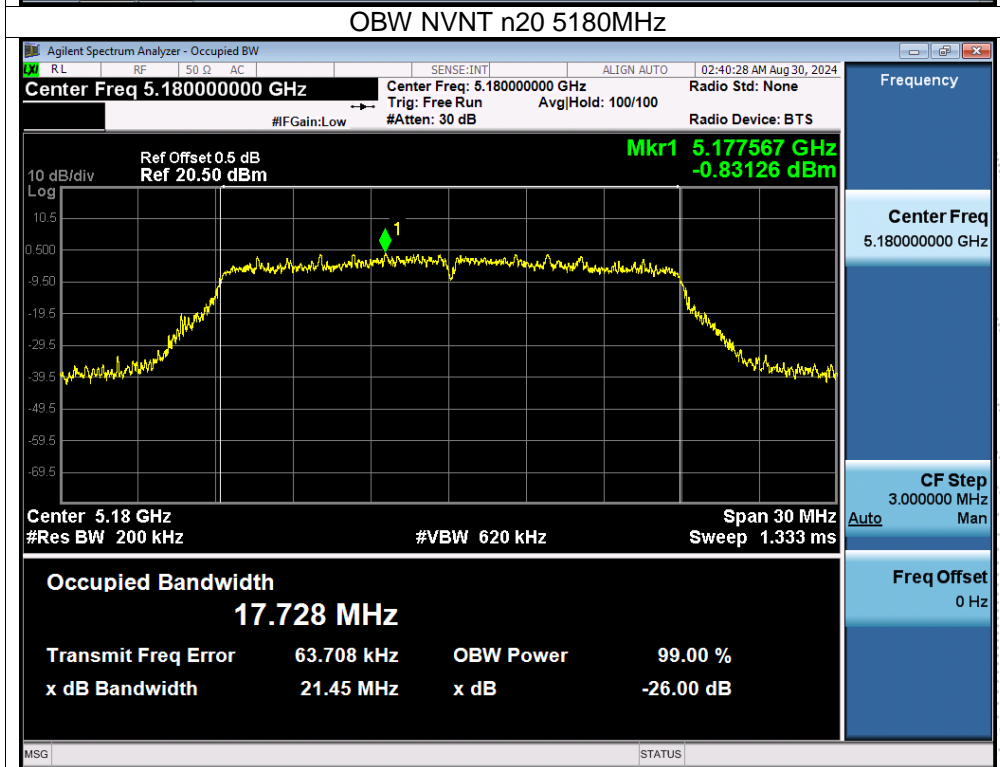 OBW NVNT n20 5180MHz
Agilent Spectrum Analyzer - Occupied BW
LXI RL RF 50 Ω AC SENSE:INT ALIGN AUTO 02:40:28 AM Aug 30, 2024
Center Freq 5.180000000 GHz
Center Freq: 5.180000000 GHz
Radio Std: None
Trig: Free Run Avg|Hold: 100/100
#IFGain:Low #Atten: 30 dB Radio Device: BTS
Frequency
Mkr1 5.177567 GHz
-0.83126 dBm
Ref Offset 0.5 dB
10 dB/div Ref 20.50 dBm
Log
10.5
0.500
-9.50
-19.5
-29.5
-39.5
-49.5
-59.5
-69.5
1
Center 5.18 GHz Span 30 MHz
#Res BW 200 kHz #VBW 620 kHz Sweep 1.333 ms
Center Freq
5.180000000 GHz
CF Step
3.000000 MHz
Auto Man
Freq Offset
0 Hz
Occupied Bandwidth
17.728 MHz
Transmit Freq Error 63.708 kHz OBW Power 99.00 %
x dB Bandwidth 21.45 MHz x dB -26.00 dB
MSG STATUS